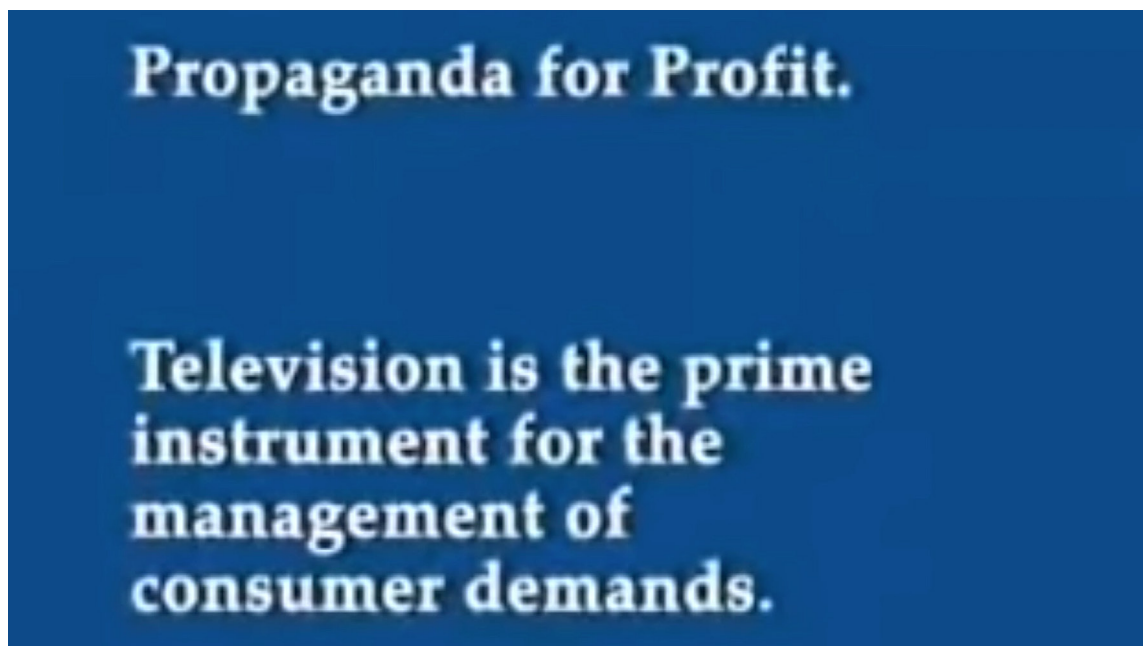 Propaganda for Profit.
Television is the prime
instrument for the
management of
consumer demands.